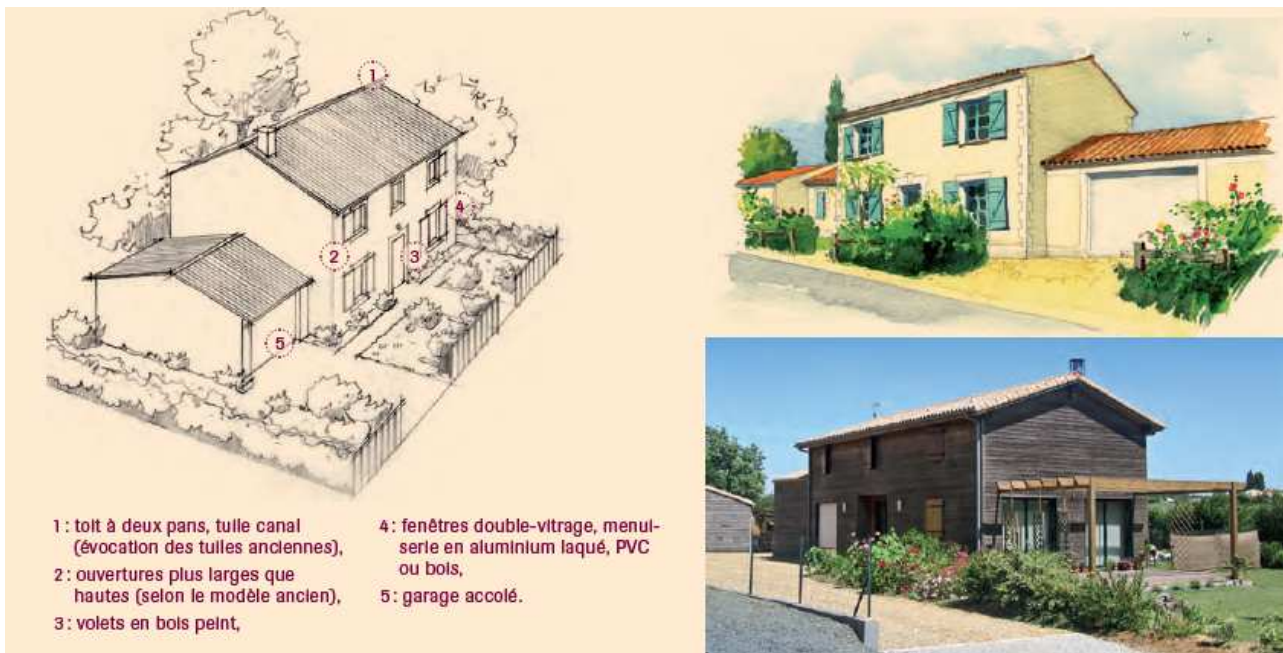 1
2
3
4
5
1 : toit à deux pans, tuile canal
(évocation des tuiles anciennes),
2 : ouvertures plus larges que
hautes (selon le modèle ancien),
3 : volets en bois peint,
4 : fenêtres double-vitrage, menui-
serie en aluminium laqué, PVC
ou bois,
5 : garage accolé.